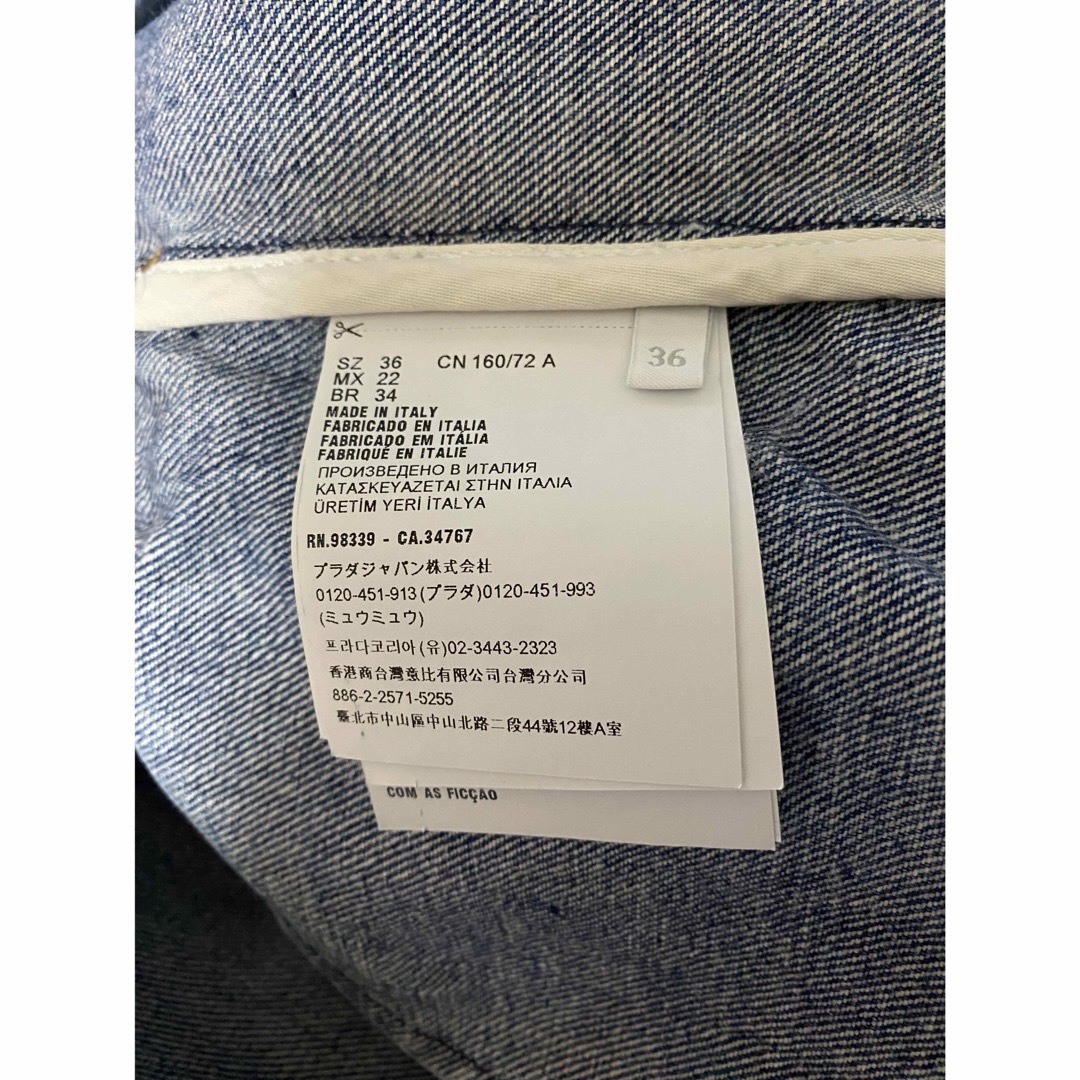 SZ 36 CN 160/72 A
36
MX 22
BR 34
MADE IN ITALY
FABRICADO EN ITALIA
FABRICADO EM ITÁLIA
FABRIQUÉ EN ITALIE
ПРОИЗВЕДЕНО В ИТАЛИЯ
ΚΑΤΑΣΚΕΥΑΖΕΤΑΙ ΣΤΗΝ ΙΤΑΛΙΑ
ÜRETİM YERİ İTALYA
RN.98339 - CA.34767
プラダジャパン株式会社
0120-451-913(プラダ)0120-451-993
(ミュウミュウ)
프라다코리아(유)02-3443-2323
香港商台灣意比有限公司台灣分公司
886-2-2571-5255
臺北市中山區中山北路二段44號12樓A室
COM AS FICÇAO